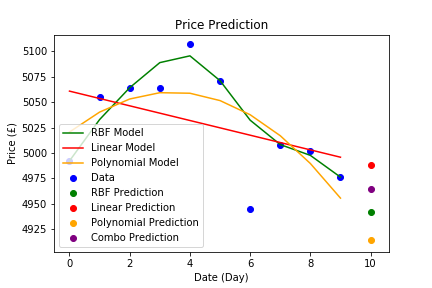 Price Prediction
Price (£)
5100
5075
5050
5025
5000
4975
4950
4925
RBF Model
Linear Model
Polynomial Model
Data
RBF Prediction
Linear Prediction
Polynomial Prediction
Combo Prediction
0 2 4 6 8 10
Date (Day)